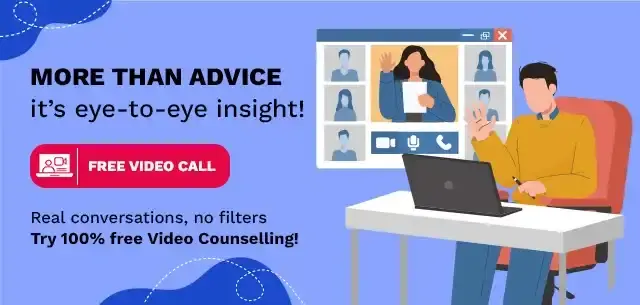 MORE THAN ADVICE
it's eye-to-eye insight!
FREE VIDEO CALL
Real conversations, no filters
Try 100% free Video Counselling!